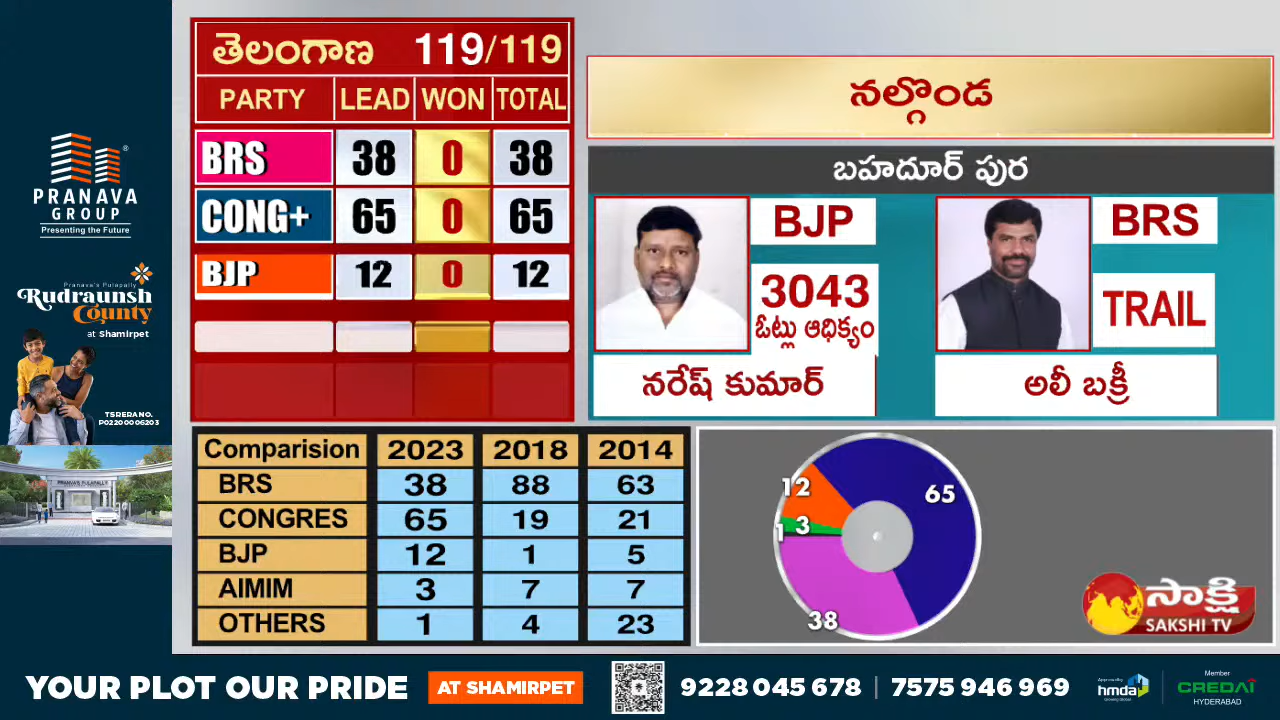 PRANAVA
GROUP
Presenting the Future
Pranava's Pulapally
Rudraunsh
County
at Shamirpet
TSRERA NO.
P02200006203
తెలంగాణ 119/119
PARTY LEAD WON TOTAL
BRS 38 0 38
CONG+ 65 0 65
BJP 12 0 12
నల్గొండ
బహదూర్ పుర
BJP
3043
ఓట్లు ఆధిక్యం
నరేష్ కుమార్
BRS
TRAIL
అలీ బక్రీ
Comparision 2023 2018 2014
BRS 38 88 63
CONGRES 65 19 21
BJP 12 1 5
AIMIM 3 7 7
OTHERS 1 4 23
12
65
1 3
38
సాక్షి
SAKSHI TV
YOUR PLOT OUR PRIDE AT SHAMIRPET 9228 045 678 | 7575 946 969
Approved by
hmda
Member
CREDAI
HYDERABAD